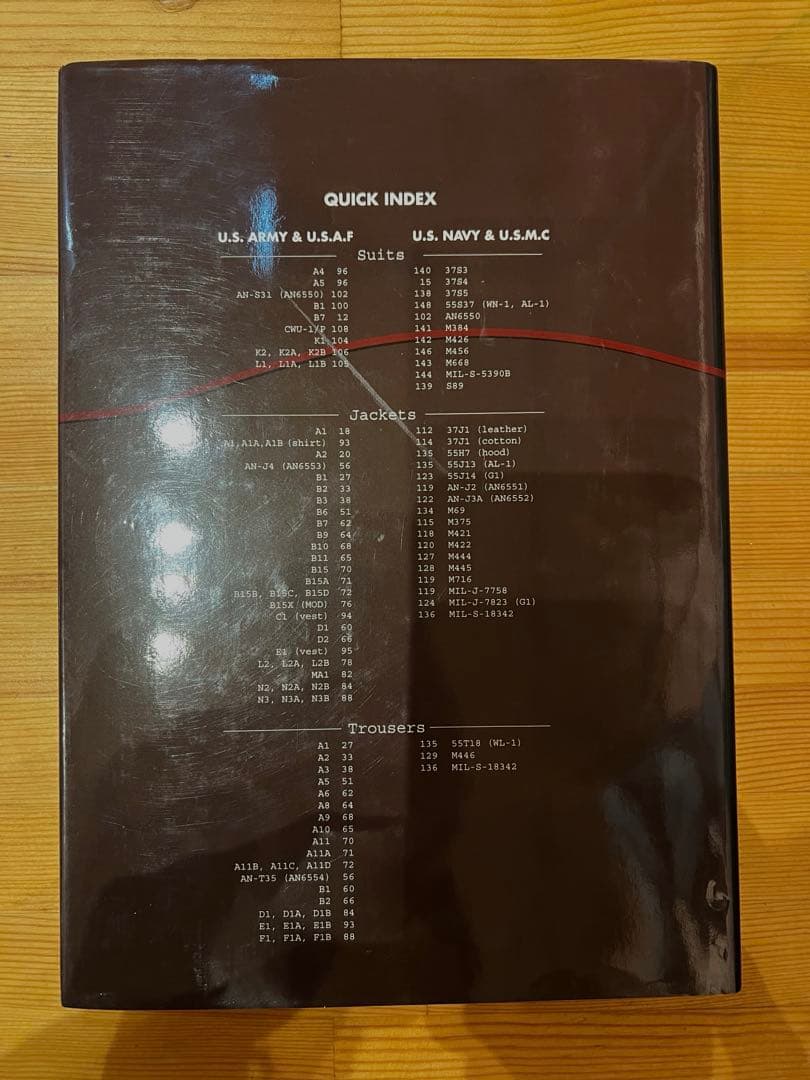 QUICK INDEX
U.S. ARMY & U.S.A.F
U.S. NAVY & U.S.M.C
Suits
A4 96
A5 96
AN-S31 (AN6550) 102
B1 100
B7 12
CWU-1/P 108
K1 104
K2, K2A, K2B 106
L1, L1A, L1B 105
140 37S3
15 37S4
138 37S5
148 55S37 (WN-1, AL-1)
102 AN6550
141 M384
142 M426
146 M456
143 M668
144 MIL-S-5390B
139 S89
Jackets
A1 18
A1,A1A,A1B (shirt) 93
A2 20
AN-J4 (AN6553) 56
B1 27
B2 33
B3 38
B6 51
B7 62
B9 64
B10 68
B11 65
B15 70
B15A 71
B15B, B15C, B15D 72
B15X (MOD) 76
C1 (vest) 94
D1 60
D2 66
E1 (vest) 95
L2, L2A, L2B 78
MA1 82
N2, N2A, N2B 84
N3, N3A, N3B 88
112 37J1 (leather)
114 37J1 (cotton)
135 55H7 (hood)
135 55J13 (AL-1)
123 55J14 (G1)
119 AN-J2 (AN6551)
122 AN-J3A (AN6552)
134 M69
115 M375
118 M421
120 M422
127 M444
128 M445
119 M716
119 MIL-J-7758
124 MIL-J-7823 (G1)
136 MIL-S-18342
Trousers
A1 27
A2 33
A3 38
A5 51
A6 62
A8 64
A9 68
A10 65
A11 70
A11A 71
A11B, A11C, A11D 72
AN-T35 (AN6554) 56
B1 60
B2 66
D1, D1A, D1B 84
E1, E1A, E1B 93
F1, F1A, F1B 88
135 55T18 (WL-1)
129 M446
136 MIL-S-18342